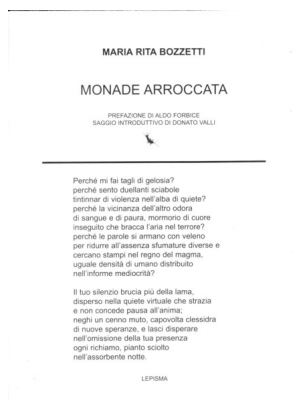 MARIA RITA BOZZETTI
MONADE ARROCCATA
PREFAZIONE DI ALDO FORBICE
SAGGIO INTRODUTTIVO DI DONATO VALLI
Perché mi fai tagli di gelosia?
perché sento duellanti sciabole
tintinnar di violenza nell'alba di quiete?
perché la vicinanza dell'altro odora
di sangue e di paura, mormorio di cuore
inseguito che bracca l'aria nel terrore?
perché le parole si armano con veleno
per ridurre all'assenza sfumature diverse e
cercano stampi nel regno del magma,
uguale densità di umano distribuito
nell'informe mediocrità?
Il tuo silenzio brucia più della lama,
disperso nella quiete virtuale che strazia
e non concede pausa all'anima;
neghi un cenno muto, capovolta clessidra
di nuove speranze, e lasci disperare
nell'omissione della tua presenza
ogni richiamo, pianto sciolto
nell'assorbente notte.
LEPISMA